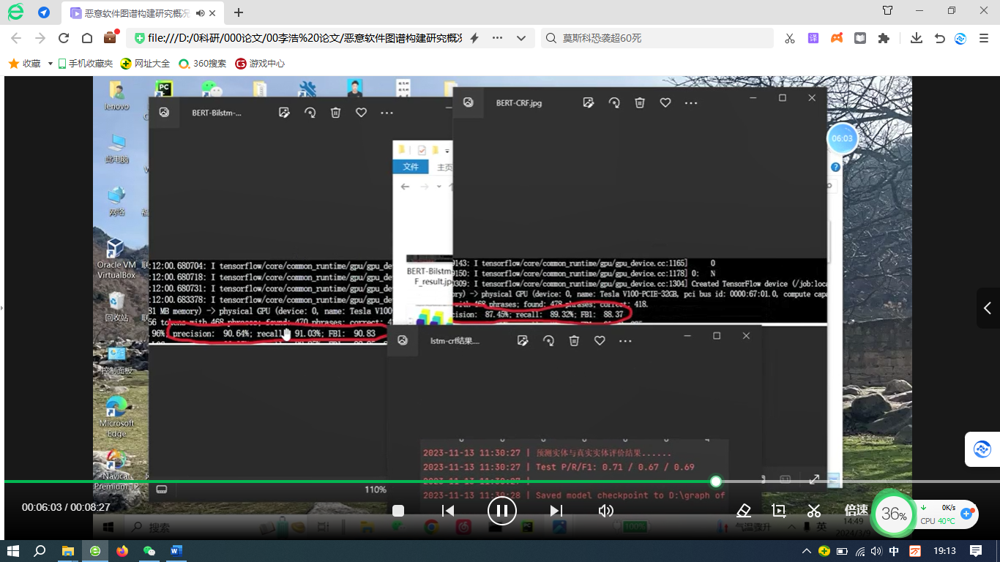 恶意软件图谱构建研究概况
file:///D:/0科研/000论文/00李浩%20论文/恶意软件图谱构建研究概况
莫斯科恐袭超60死
译
收藏
手机收藏夹
网址大全
360搜索
游戏中心
lenovo
此电脑
网络
Oracle VM
VirtualBox
回收站
控制面板
Microsoft
Edge
Navicat
Premium 12
BERT-Bilstm-...
:12:00.680704: I tensorflow/core/common_runtime/gpu/gpu_de
:12:00.680718: I tensorflow/core/common_runtime/gpu/gpu_de
:12:00.680731: I tensorflow/core/common_runtime/gpu/gpu_de
:12:00.683378: I tensorflow/core/common_runtime/gpu/gpu_de
81 MB memory) -> physical GPU (device: 0, name: Tesla V100
56 tokens with 468 phrases; found: 470 phrases; correct: 4
96%; precision: 90.64%; recall: 91.03%; FB1: 90.83
110%
文件
主页
BERT-Bilstm
F_result.jp
BERT-CRF.jpg
06:03
9143: I tensorflow/core/common_runtime/gpu/gpu_device.cc:1165] 0
9150: I tensorflow/core/common_runtime/gpu/gpu_device.cc:1178] 0: N
0309: I tensorflow/core/common_runtime/gpu/gpu_device.cc:1304] Created TensorFlow device (/job:loca
ory) -> physical GPU (device: 0, name: Tesla V100-PCIE-32GB, pci bus id: 0000:67:01.0, compute capa
with 468 phrases; found: 478 phrases; correct: 418.
cision: 87.45%; recall: 89.32%; FB1: 88.37
lstm-crf结果....
2023-11-13 11:30:27 | 预测实体与真实实体评价结果......
2023-11-13 11:30:27 | Test P/R/F1: 0.71 / 0.67 / 0.69
2023-11-13 11:30:27 |
2023-11-13 11:30:28 | Saved model checkpoint to D:\graph of
00:06:03 / 00:08:27
倍速
36%
0K/s
CPU 40℃
搜索
100%
气温骤升
英
14:49
2024/3/9
中
19:13